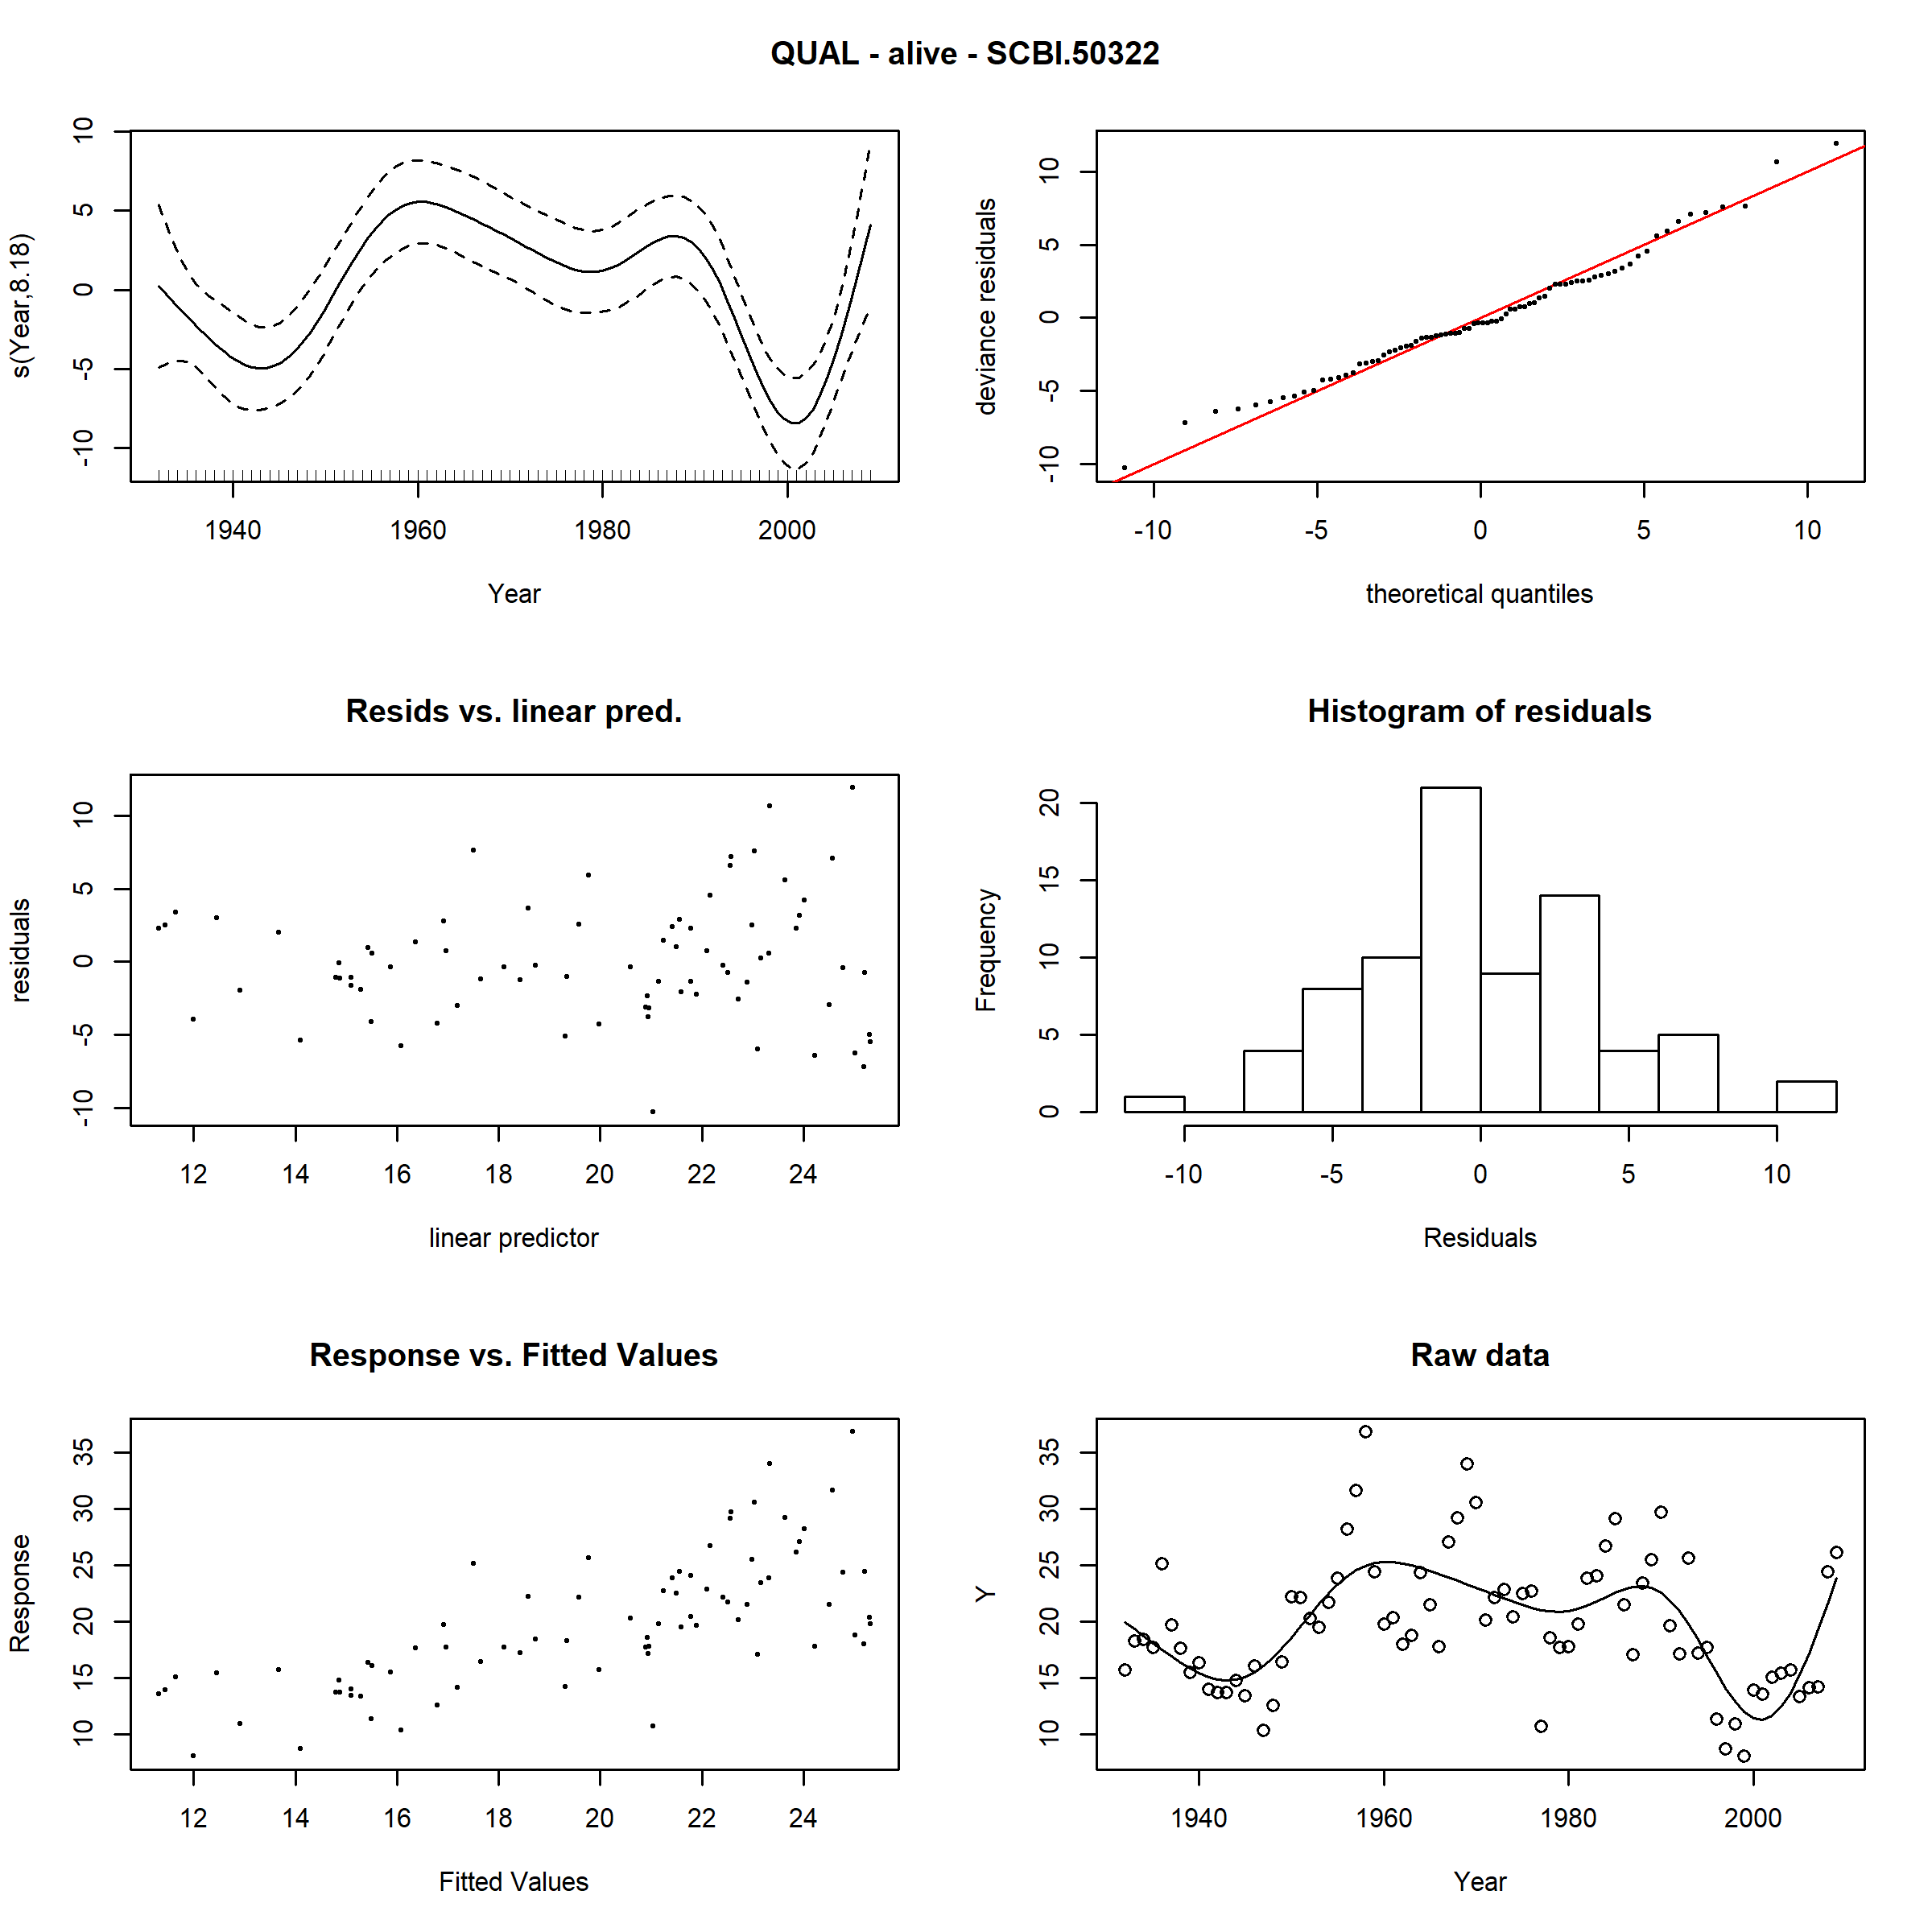 QUAL - alive - SCBI.50322
s(Year,8.18)
-10 -5 0 5 10
1940 1960 1980 2000
Year
deviance residuals
-10 -5 0 5 10
-10 -5 0 5 10
theoretical quantiles
Resids vs. linear pred.
residuals
-10 -5 0 5 10
12 14 16 18 20 22 24
linear predictor
Histogram of residuals
Frequency
0 5 10 15 20
-10 -5 0 5 10
Residuals
Response vs. Fitted Values
Response
10 15 20 25 30 35
12 14 16 18 20 22 24
Fitted Values
Raw data
Y
10 15 20 25 30 35
1940 1960 1980 2000
Year